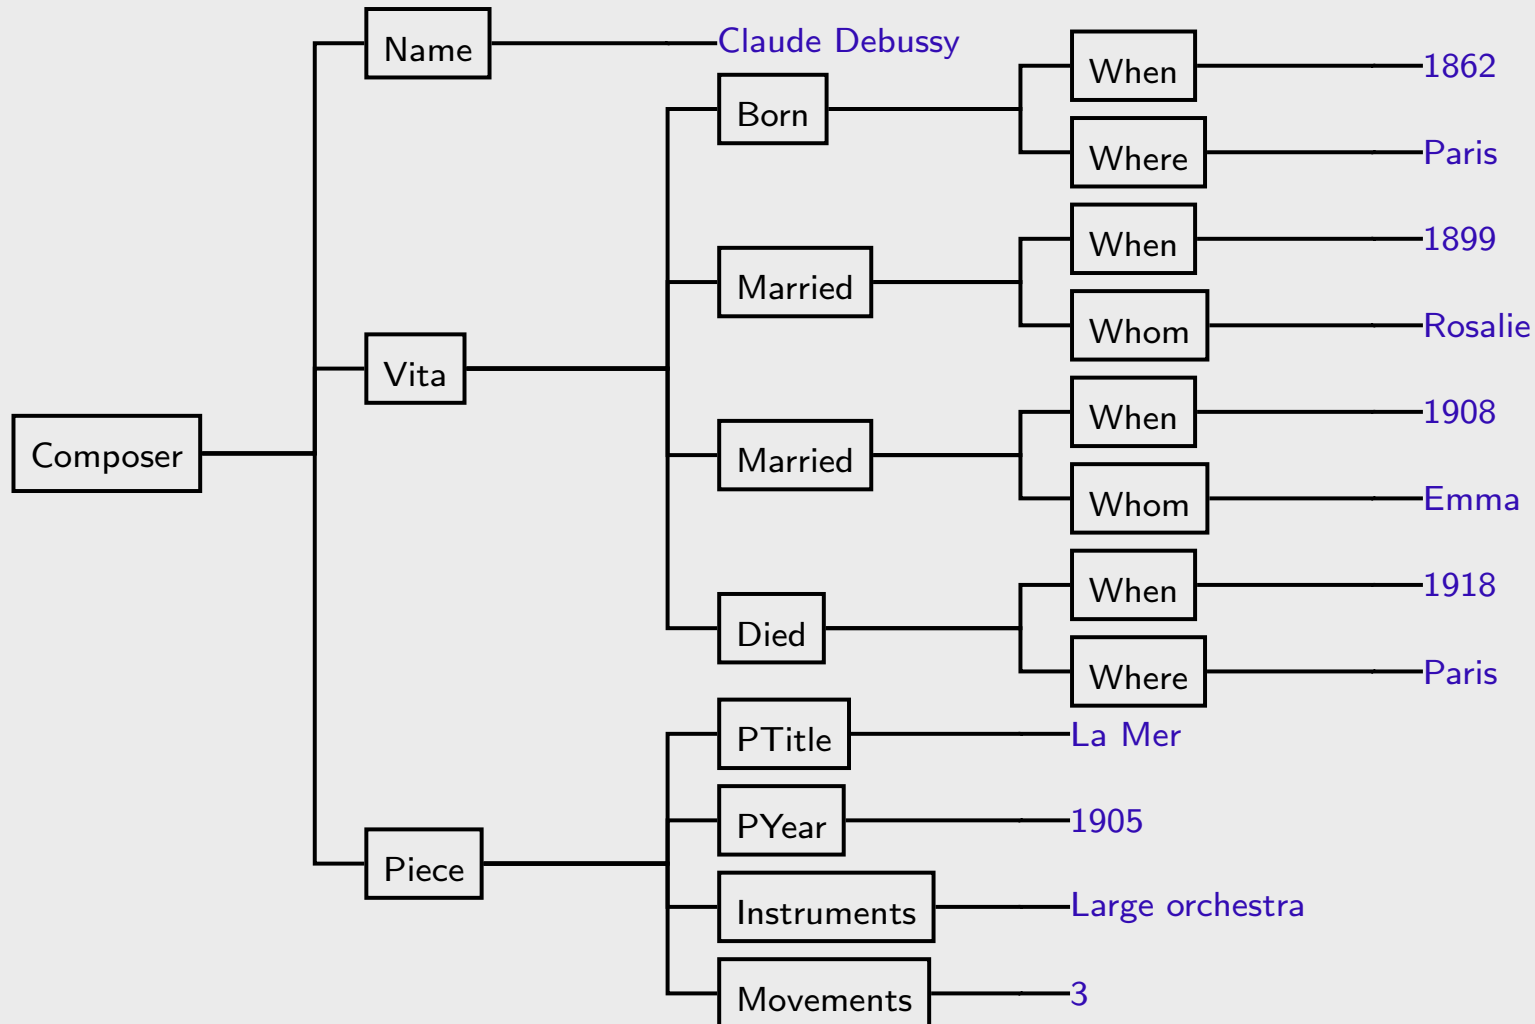 Composer
Name
Claude Debussy
Vita
Born
When
1862
Where
Paris
Married
When
1899
Whom
Rosalie
Married
When
1908
Whom
Emma
Died
When
1918
Where
Paris
Piece
PTitle
La Mer
PYear
1905
Instruments
Large orchestra
Movements
3